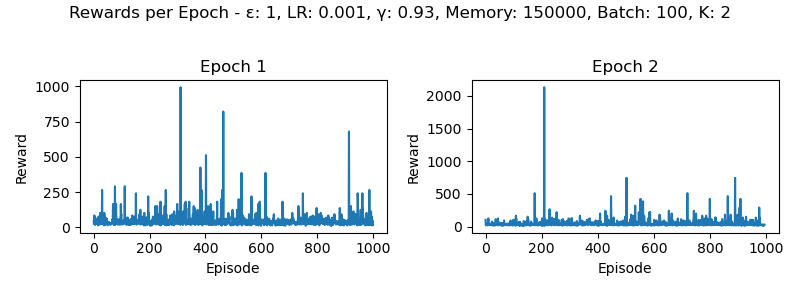 Rewards per Epoch - ε: 1, LR: 0.001, γ: 0.93, Memory: 150000, Batch: 100, K: 2
Epoch 1
Reward
1000
750
500
250
0
0 200 400 600 800 1000
Episode
Epoch 2
Reward
2000
1500
1000
500
0
0 200 400 600 800 1000
Episode